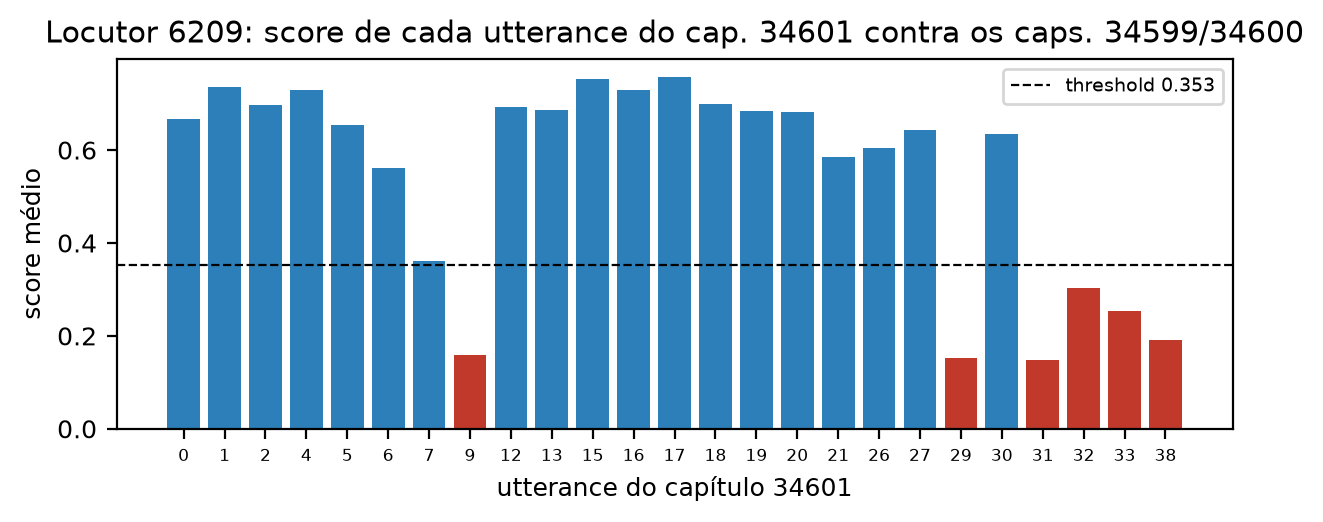 Locutor 6209: score de cada utterance do cap. 34601 contra os caps. 34599/34600
threshold 0.353
score médio
0.6
0.4
0.2
0.0
0 1 2 4 5 6 7 9 12 13 15 16 17 18 19 20 21 26 27 29 30 31 32 33 38
utterance do capítulo 34601